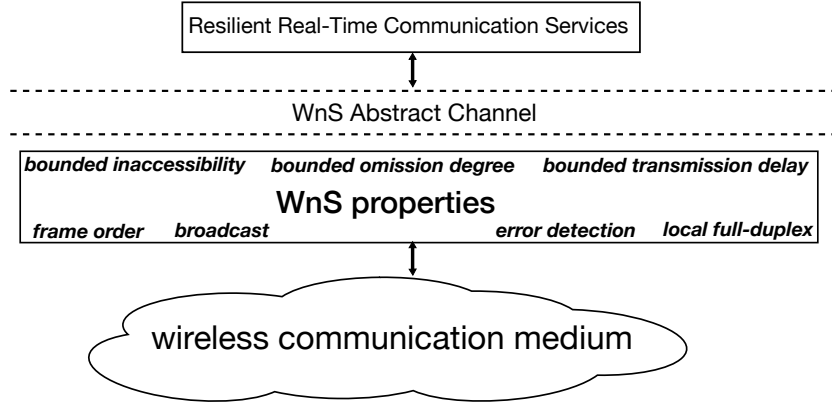 Resilient Real-Time Communication Services
WnS Abstract Channel
bounded inaccessibility bounded omission degree bounded transmission delay
WnS properties
frame order broadcast error detection local full-duplex
wireless communication medium